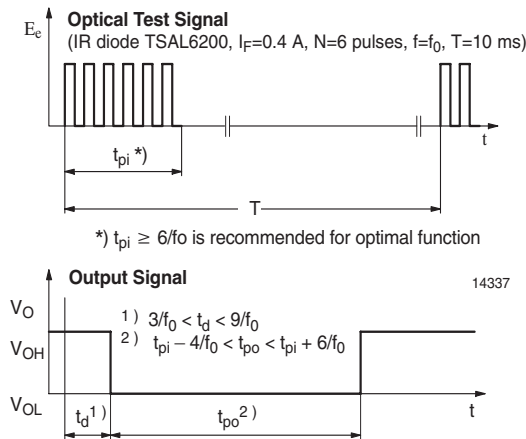 Optical Test Signal
E_e
(IR diode TSAL6200, I_F=0.4 A, N=6 pulses, f=f_0, T=10 ms)
t
t_pi *)
T
*) t_pi ≥ 6/fo is recommended for optimal function
Output Signal
14337
V_O
1 ) 3/f_0 < t_d < 9/f_0
V_OH
2 ) t_pi – 4/f_0 < t_po < t_pi + 6/f_0
V_OL
t_d 1 )
t_po 2 )
t